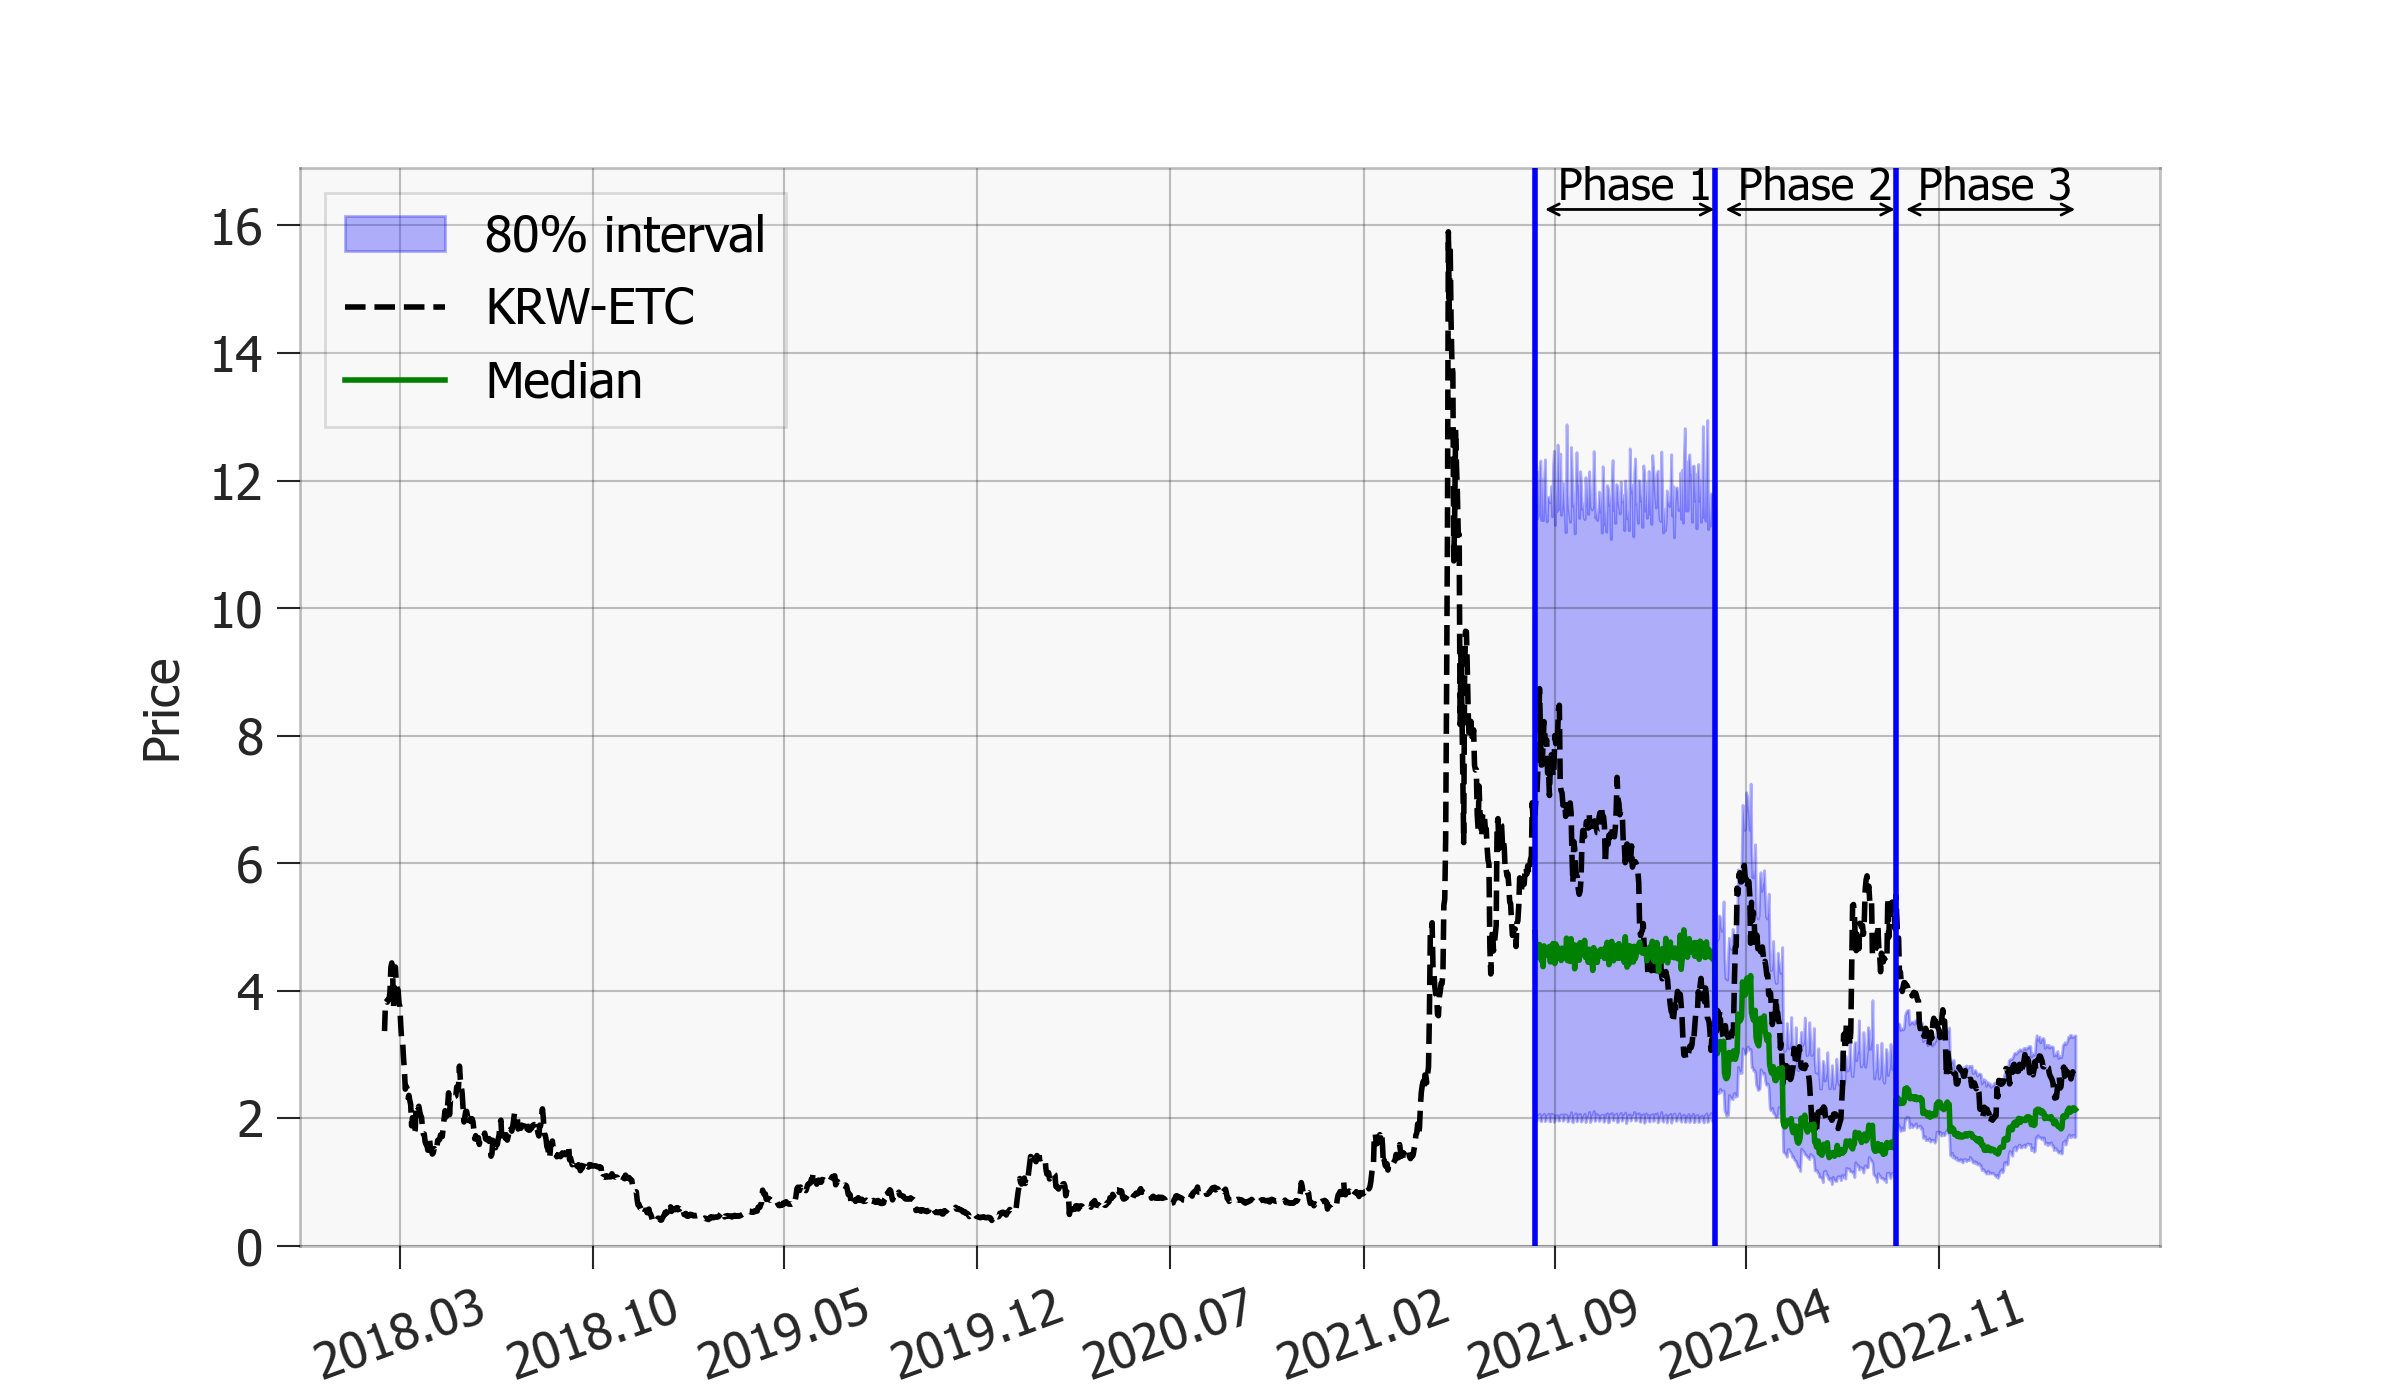 Phase 1
Phase 2
Phase 3
80% interval
KRW-ETC
Median
Price
16
14
12
10
8
6
4
2
0
2018.03
2018.10
2019.05
2019.12
2020.07
2021.02
2021.09
2022.04
2022.11